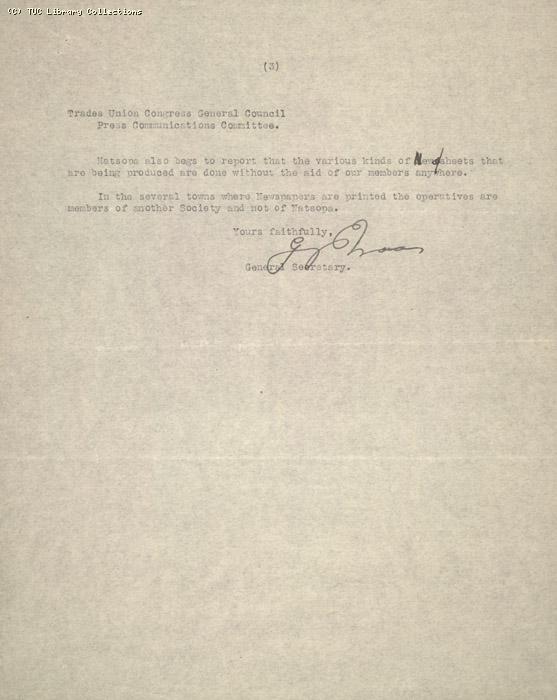 (C) TUC Library Collections
(3)
Trades Union Congress General Council
Press Communications Committee.
Natsopa also begs to report that the various kinds of Newssheets that
are being produced are done without the aid of our members anywhere.
In the several towns where Newspapers are printed the operatives are
members of another Society and not of Natsopa.
Yours faithfully,
General Secretary.